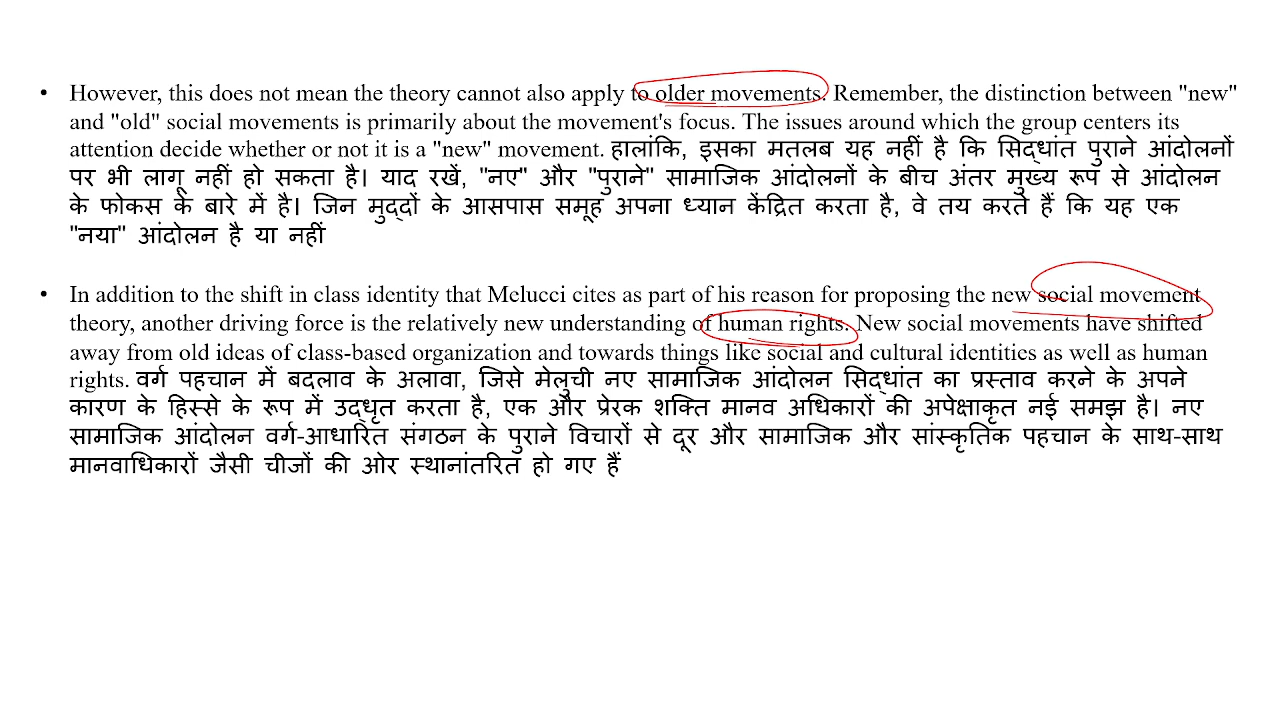 • However, this does not mean the theory cannot also apply to older movements. Remember, the distinction between "new"
and "old" social movements is primarily about the movement's focus. The issues around which the group centers its
attention decide whether or not it is a "new" movement. हालांकि, इसका मतलब यह नहीं है कि सिद्धांत पुराने आंदोलनों
पर भी लागू नहीं हो सकता है। याद रखें, "नए" और "पुराने" सामाजिक आंदोलनों के बीच अंतर मुख्य रूप से आंदोलन
के फोकस के बारे में है। जिन मुद्दों के आसपास समूह अपना ध्यान केंद्रित करता है, वे तय करते हैं कि यह एक
"नया" आंदोलन है या नहीं
• In addition to the shift in class identity that Melucci cites as part of his reason for proposing the new social movement
theory, another driving force is the relatively new understanding of human rights. New social movements have shifted
away from old ideas of class-based organization and towards things like social and cultural identities as well as human
rights. वर्ग पहचान में बदलाव के अलावा, जिसे मेलुची नए सामाजिक आंदोलन सिद्धांत का प्रस्ताव करने के अपने
कारण के हिस्से के रूप में उद्धृत करता है, एक और प्रेरक शक्ति मानव अधिकारों की अपेक्षाकृत नई समझ है। नए
सामाजिक आंदोलन वर्ग-आधारित संगठन के पुराने विचारों से दूर और सामाजिक और सांस्कृतिक पहचान के साथ-साथ
मानवाधिकारों जैसी चीजों की ओर स्थानांतरित हो गए हैं